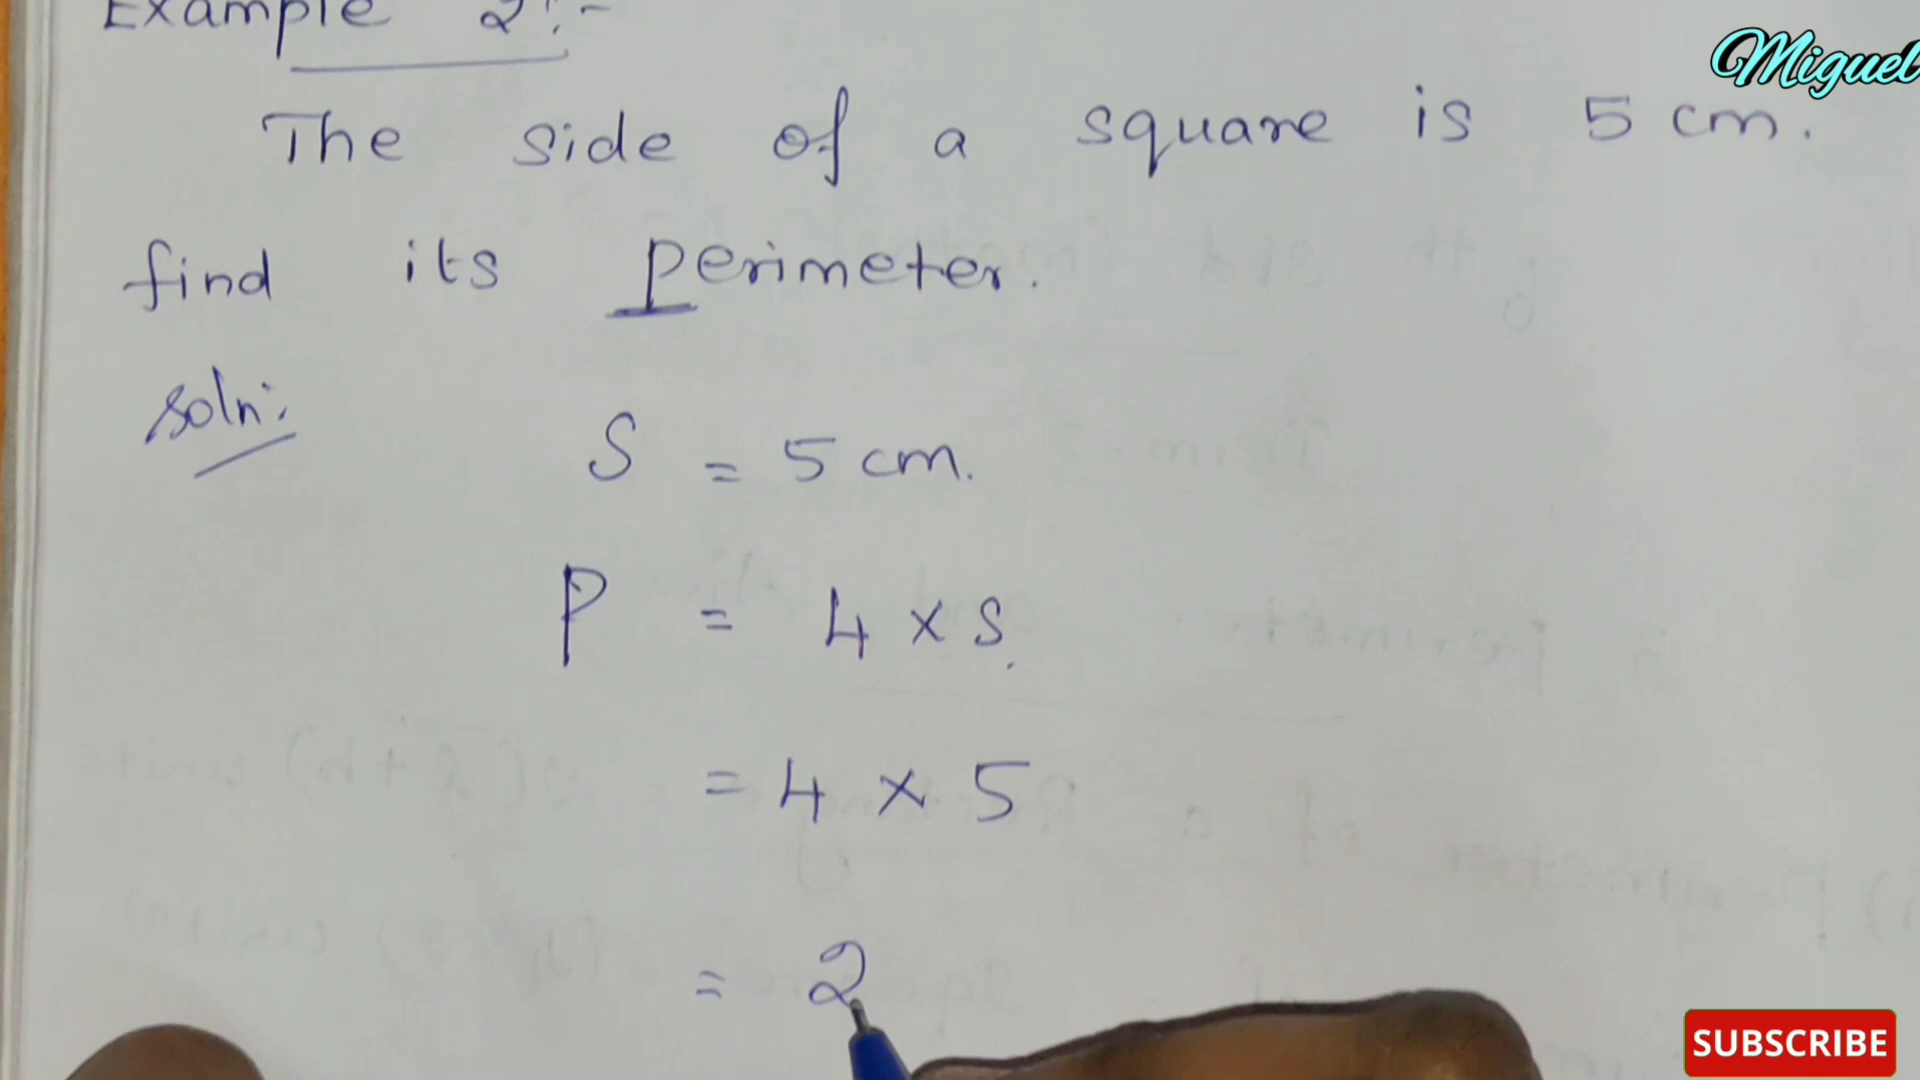 Example 2:-
Miguel
The side of a square is 5 cm.
find its perimeter.
soln:
S = 5 cm.
P = 4 × s.
= 4 × 5
= 2
SUBSCRIBE